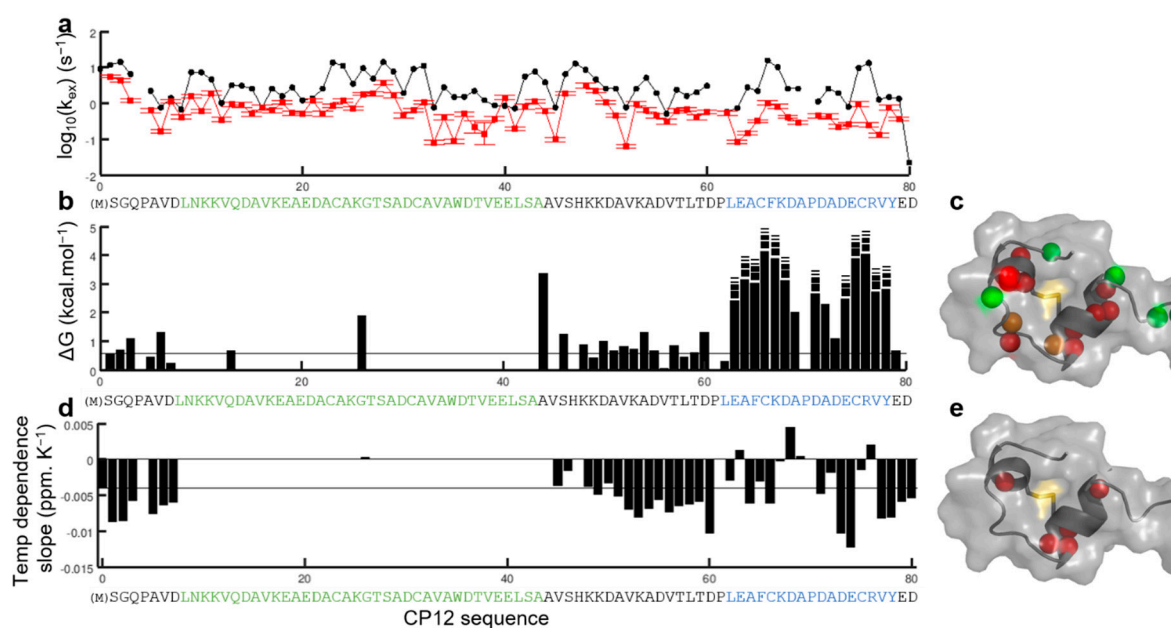 a
log₁₀(kₑₓ) (s⁻¹)
2
1
0
-1
-2
0 20 40 60 80
(M)SGQPAVDLNKKVQDAVKEAEDACAKGTSADCAVAWDTVEELSAAVSHKKDAVKADVTLTDPLEACFKDAPDADECRVYED
b
ΔG (kcal.mol⁻¹)
5
4
3
2
1
0
0 20 40 60 80
(M)SGQPAVDLNKKVQDAVKEAEDACAKGTSADCAVAWDTVEELSAAVSHKKDAVKADVTLTDPLEAFCKDAPDADECRVYED
c
d
Temp dependence
slope (ppm. K⁻¹)
0.005
0
-0.005
-0.01
-0.015
0 20 40 60 80
(M)SGQPAVDLNKKVQDAVKEAEDACAKGTSADCAVAWDTVEELSAAVSHKKDAVKADVTLTDPLEAFCKDAPDADECRVYED
CP12 sequence
e